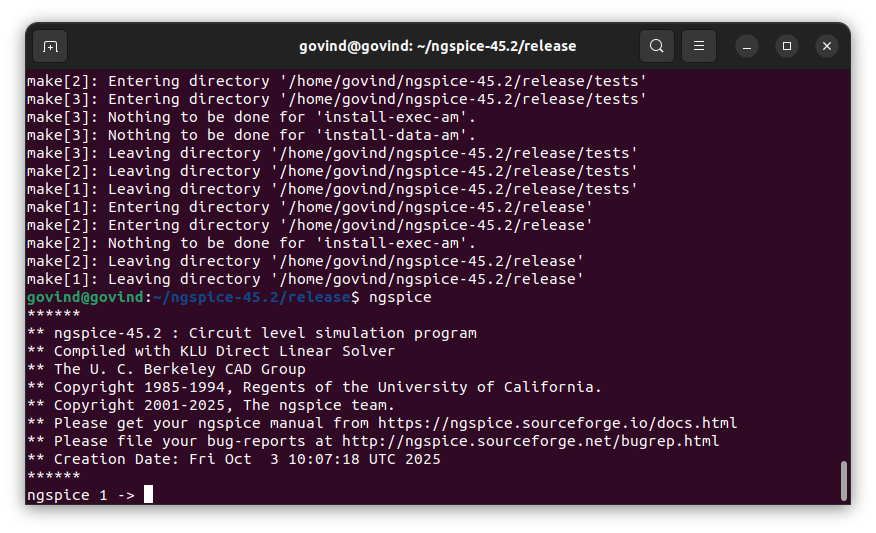 govind@govind: ~/ngspice-45.2/release
make[2]: Entering directory '/home/govind/ngspice-45.2/release/tests'
make[3]: Entering directory '/home/govind/ngspice-45.2/release/tests'
make[3]: Nothing to be done for 'install-exec-am'.
make[3]: Nothing to be done for 'install-data-am'.
make[3]: Leaving directory '/home/govind/ngspice-45.2/release/tests'
make[2]: Leaving directory '/home/govind/ngspice-45.2/release/tests'
make[1]: Leaving directory '/home/govind/ngspice-45.2/release/tests'
make[1]: Entering directory '/home/govind/ngspice-45.2/release'
make[2]: Entering directory '/home/govind/ngspice-45.2/release'
make[2]: Nothing to be done for 'install-exec-am'.
make[2]: Leaving directory '/home/govind/ngspice-45.2/release'
make[1]: Leaving directory '/home/govind/ngspice-45.2/release'
govind@govind:~/ngspice-45.2/release$ ngspice
******
** ngspice-45.2 : Circuit level simulation program
** Compiled with KLU Direct Linear Solver
** The U. C. Berkeley CAD Group
** Copyright 1985-1994, Regents of the University of California.
** Copyright 2001-2025, The ngspice team.
** Please get your ngspice manual from https://ngspice.sourceforge.io/docs.html
** Please file your bug-reports at http://ngspice.sourceforge.net/bugrep.html
** Creation Date: Fri Oct  3 10:07:18 UTC 2025
******
ngspice 1 ->